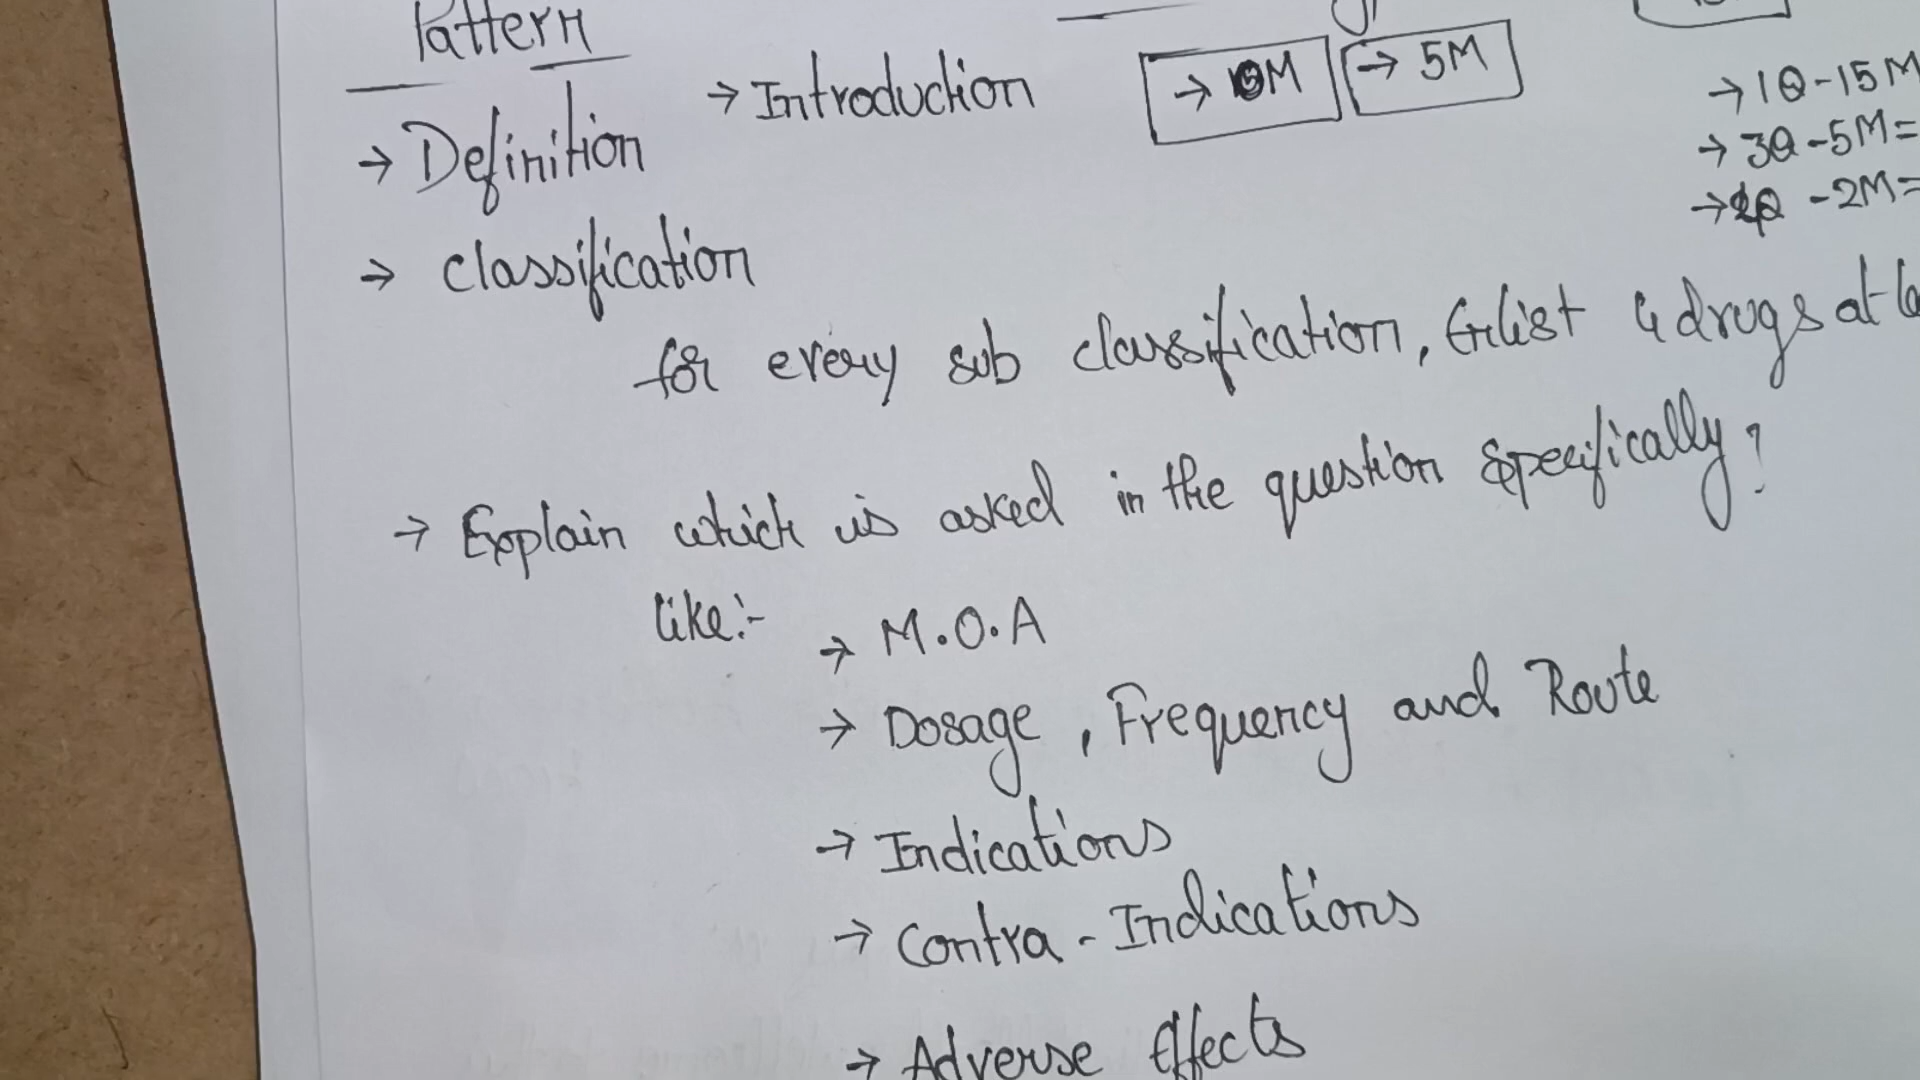 Pattern
→ Introduction
→ M → 5M
→ 1Q-15M
→ Definition
→ 3Q-5M=
→ Q -2M=
→ Classification
for every sub classification, Enlist 4 drugs at
→ Explain which is asked in the question specifically?
like:-
→ M.O.A
→ Dosage, Frequency and Route
→ Indications
→ Contra-Indications
→ Adverse Effects